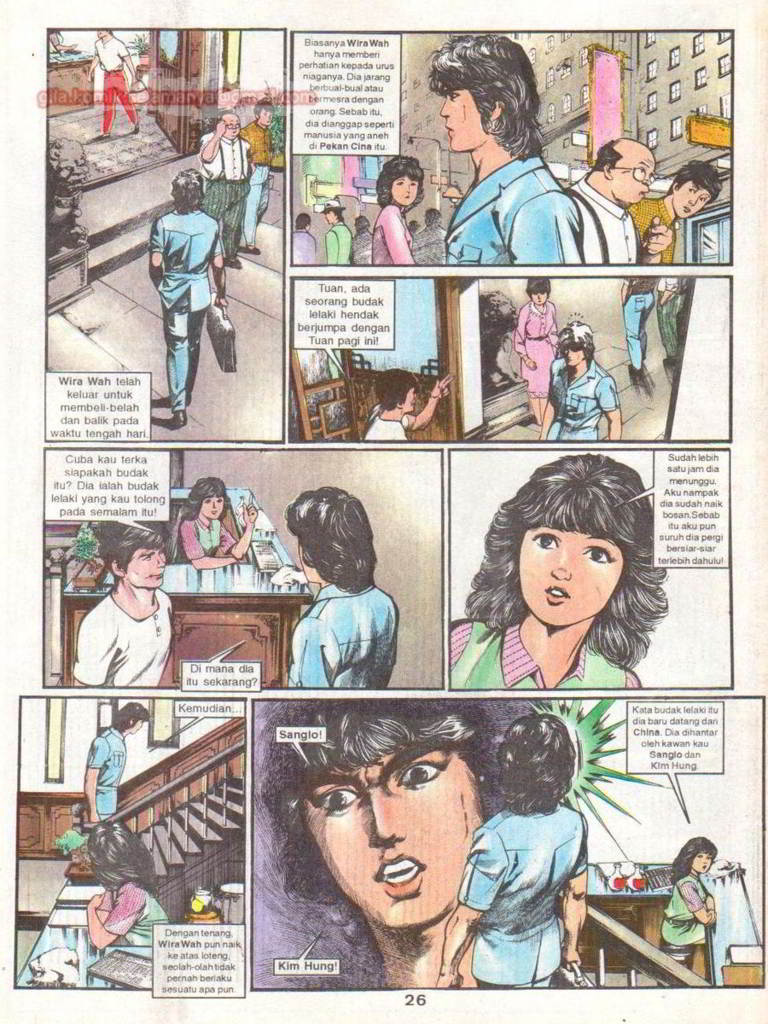 Wira Wah telah
keluar untuk
membeli-belah
dan balik pada
waktu tengah hari.
Biasanya Wira Wah
hanya memberi
perhatian kepada urus
niaganya. Dia jarang
berbual-bual atau
bermesra dengan
orang. Sebab itu,
dia dianggap seperti
manusia yang aneh
di Pekan Cina itu.
Tuan, ada
seorang budak
lelaki hendak
berjumpa dengan
Tuan pagi ini!
Cuba kau terka
siapakah budak
itu? Dia ialah budak
lelaki yang kau tolong
pada semalam itu!
Di mana dia
itu sekarang?
Sudah lebih
satu jam dia
menunggu.
Aku nampak
dia sudah naik
bosan.Sebab
itu aku pun
suruh dia pergi
bersiar-siar
terlebih dahulu!
Kemudian...
Dengan tenang,
Wira Wah pun naik
ke atas loteng,
seolah-olah tidak
pernah berlaku
sesuatu apa pun.
Sanglo!
Kim Hung!
Kata budak lelaki itu
dia baru datang dari
China. Dia dihantar
oleh kawan kau
Sanglo dan
Kim Hung.
26